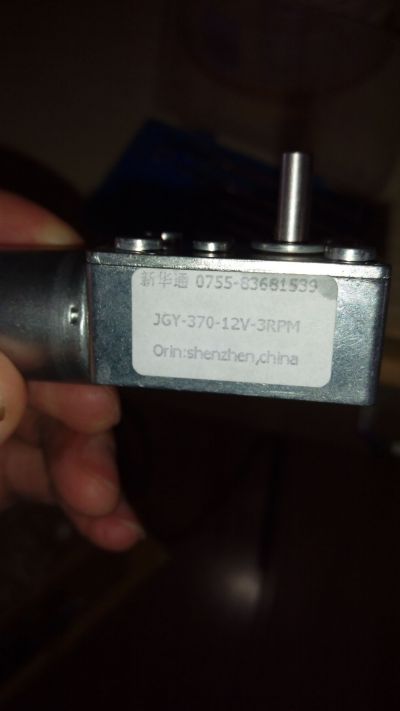 新华通 0755-83681539
JGY-370-12V-3RPM
Orin:shenzhen,china